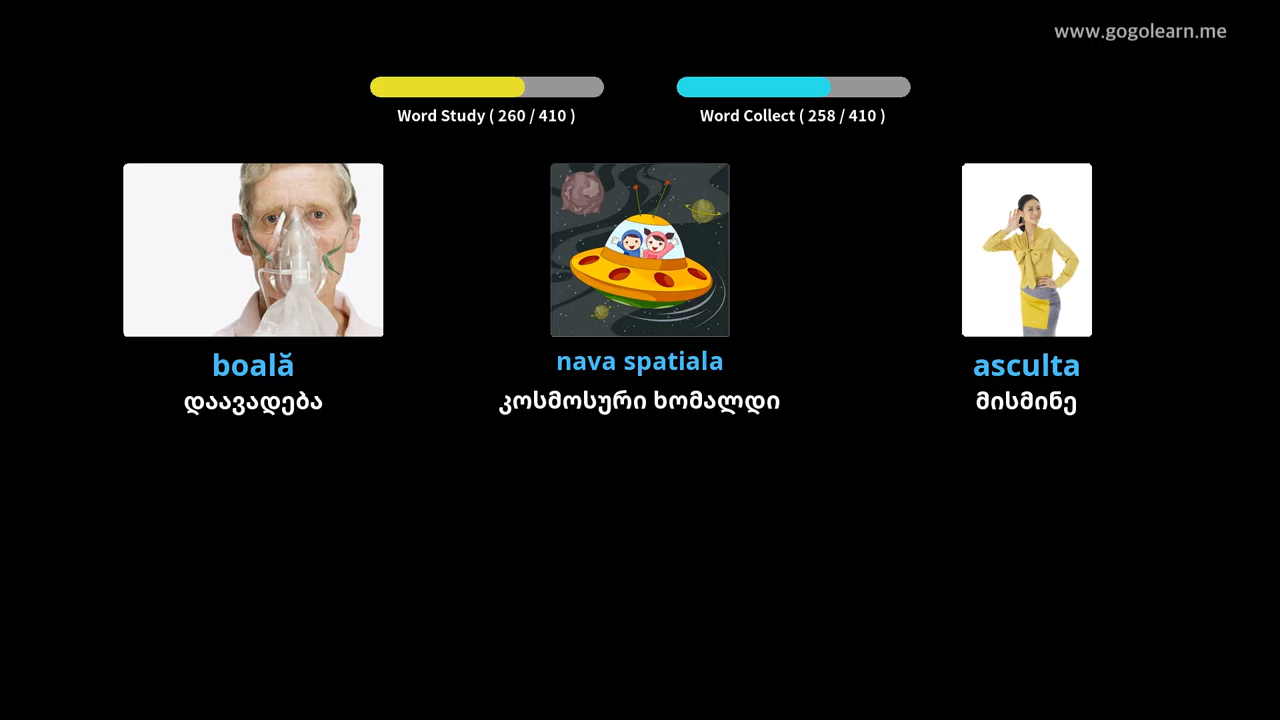 www.gogolearn.me
Word Study ( 260 / 410 )
Word Collect ( 258 / 410 )
boală
დაავადება
nava spatiala
კოსმოსური ხომალდი
asculta
მისმინე